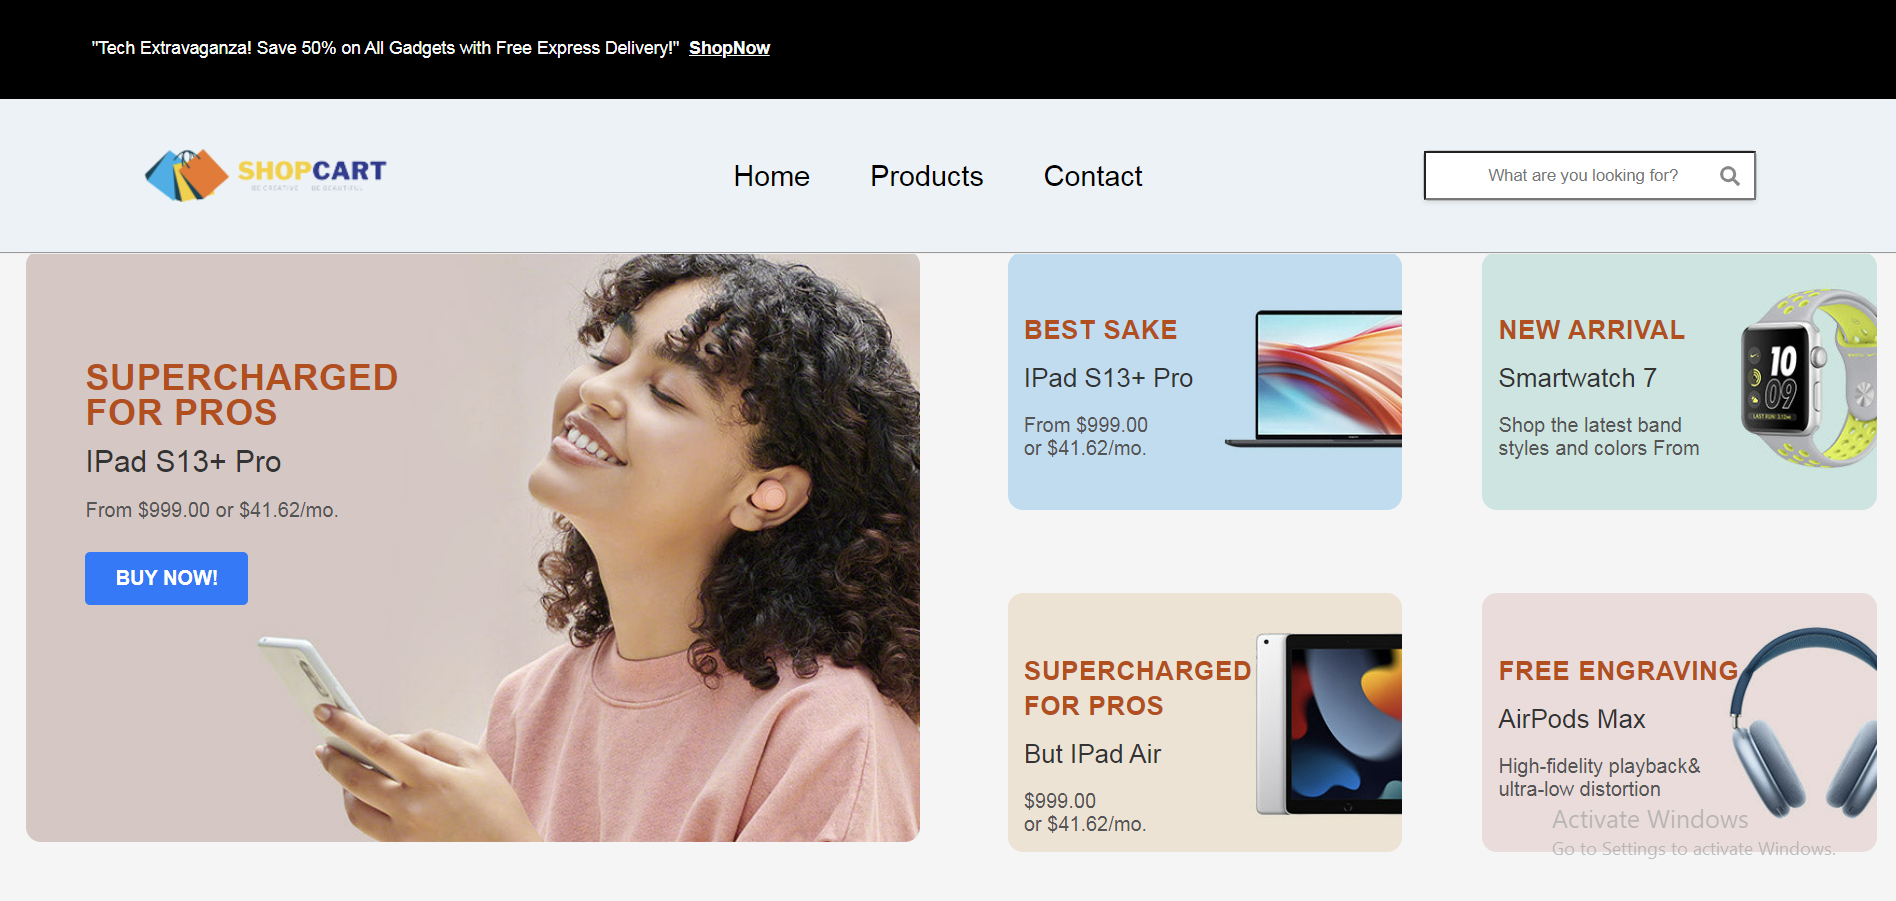 "Tech Extravaganza! Save 50% on All Gadgets with Free Express Delivery!" ShopNow
SHOPCART
BE CREATIVE BE BEAUTIFUL
Home Products Contact
What are you looking for?
SUPERCHARGED
FOR PROS
IPad S13+ Pro
From $999.00 or $41.62/mo.
BUY NOW!
BEST SAKE
IPad S13+ Pro
From $999.00
or $41.62/mo.
NEW ARRIVAL
Smartwatch 7
Shop the latest band
styles and colors From
10
09
LAST RUN: 3.10mi
SUPERCHARGED
FOR PROS
But IPad Air
$999.00
or $41.62/mo.
FREE ENGRAVING
AirPods Max
High-fidelity playback&
ultra-low distortion
Activate Windows
Go to Settings to activate Windows.